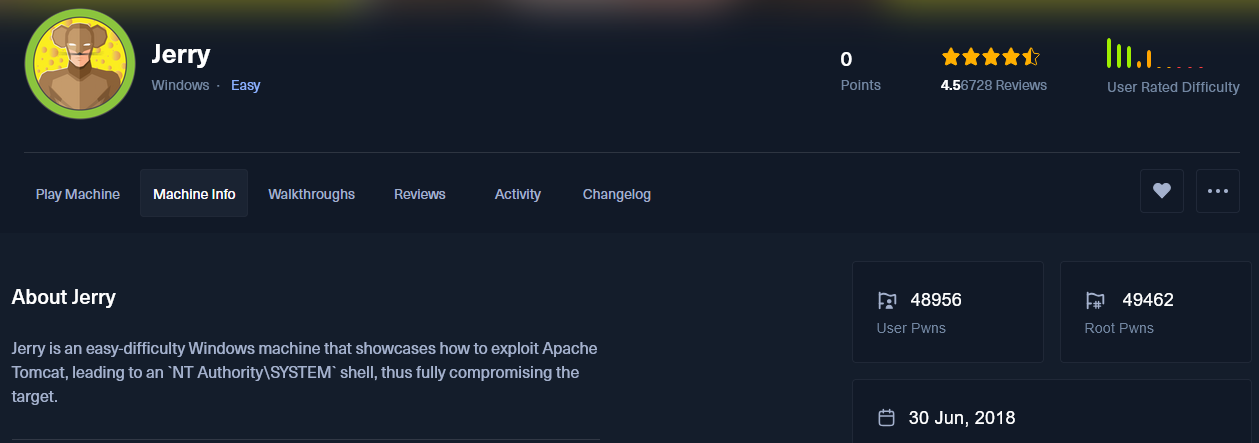 Jerry
Windows · Easy
0
Points
4.56728 Reviews
User Rated Difficulty
Play Machine
Machine Info
Walkthroughs
Reviews
Activity
Changelog
About Jerry
Jerry is an easy-difficulty Windows machine that showcases how to exploit Apache
Tomcat, leading to an `NT Authority\SYSTEM` shell, thus fully compromising the
target.
48956
User Pwns
49462
Root Pwns
30 Jun, 2018